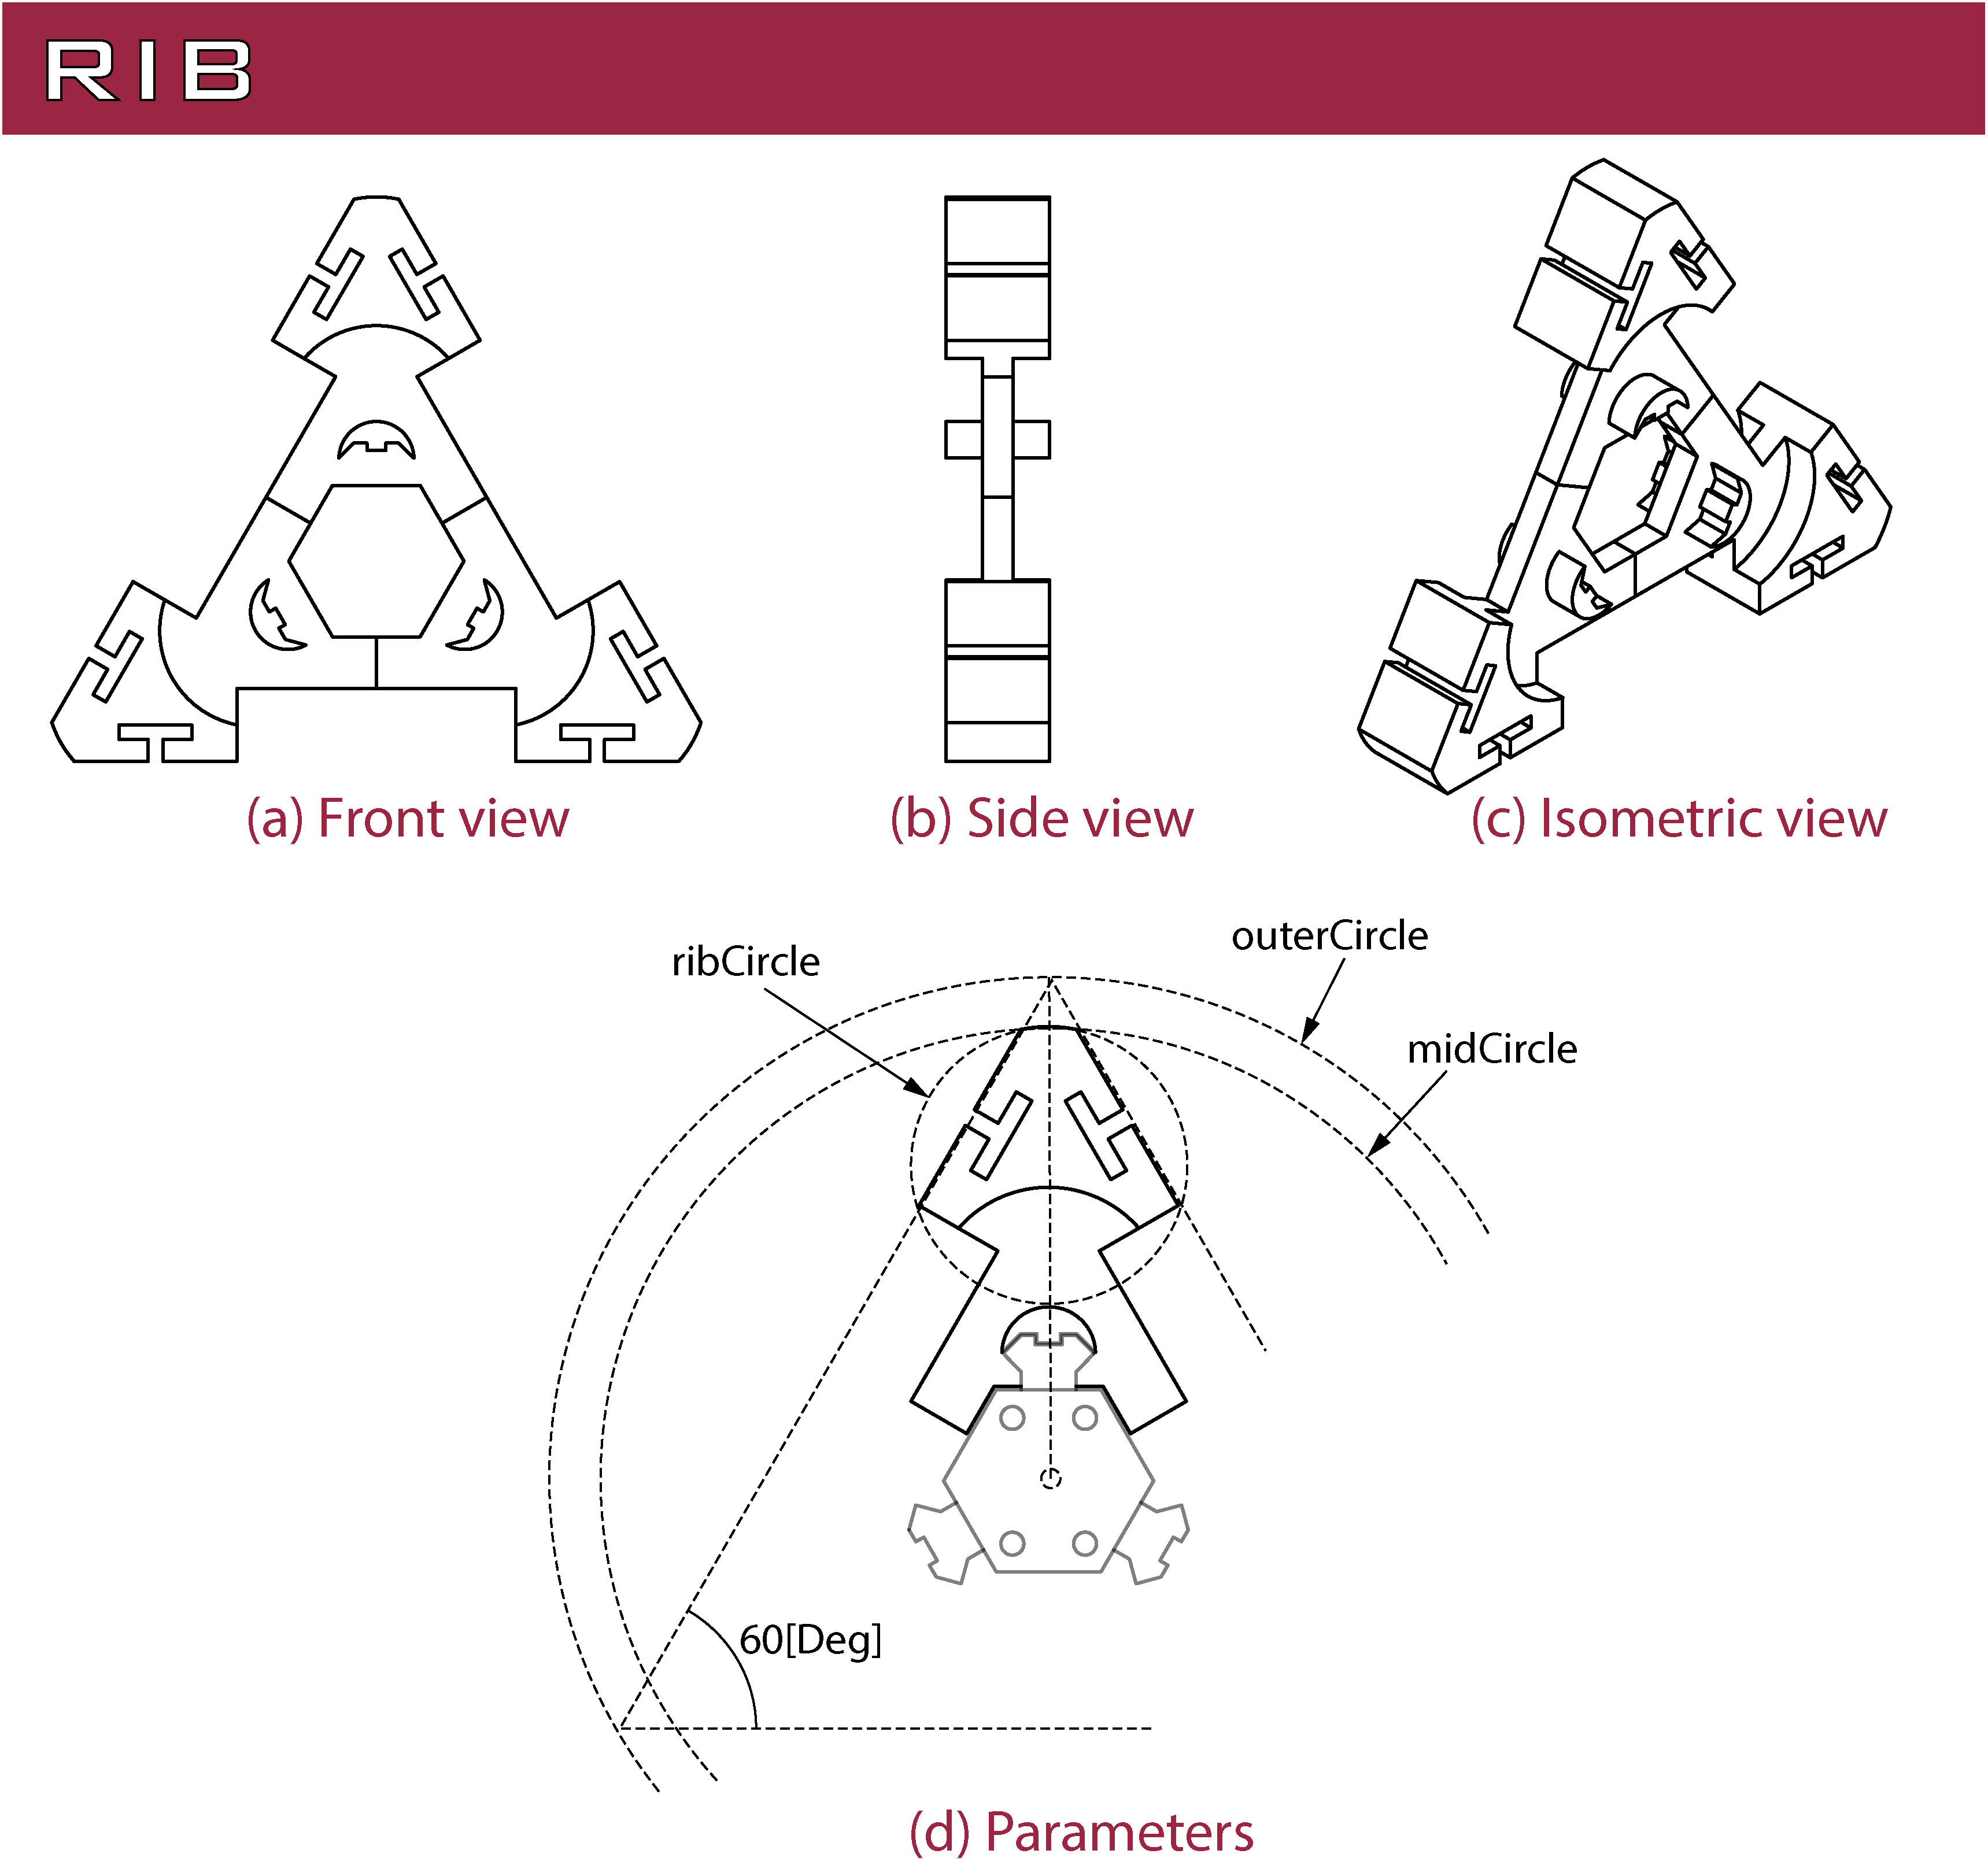 RIB
(a) Front view
(b) Side view
(c) Isometric view
ribCircle
outerCircle
midCircle
60[Deg]
(d) Parameters